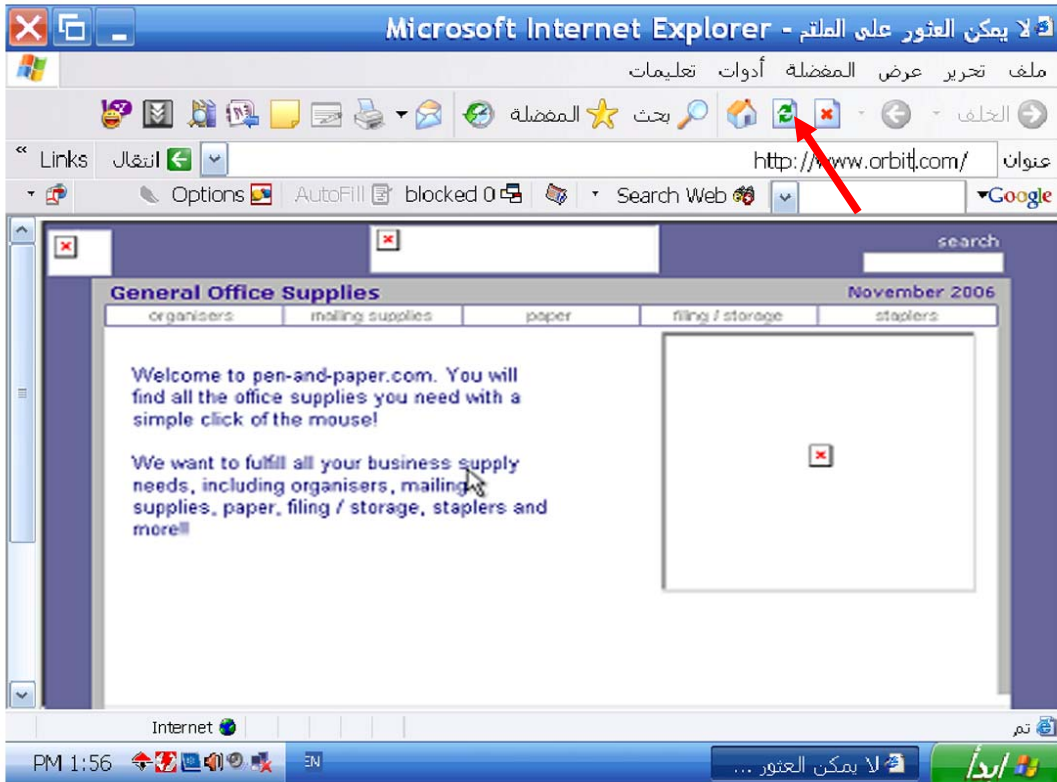 لا يمكن العثور على الملتم - Microsoft Internet Explorer
ملف تحرير عرض المفضلة أدوات تعليمات
الخلف بحث المفضلة
عنوان http://www.orbit.com/ انتقال Links »
Google Search Web blocked 0 AutoFill Options
search
General Office Supplies November 2006
organisers mailing supplies paper filing / storage staplers
Welcome to pen-and-paper.com. You will
find all the office supplies you need with a
simple click of the mouse!
We want to fulfill all your business supply
needs, including organisers, mailing
supplies, paper, filing / storage, staplers and
more!!
تم Internet
ابدأ لا يمكن العثور ... EN PM 1:56